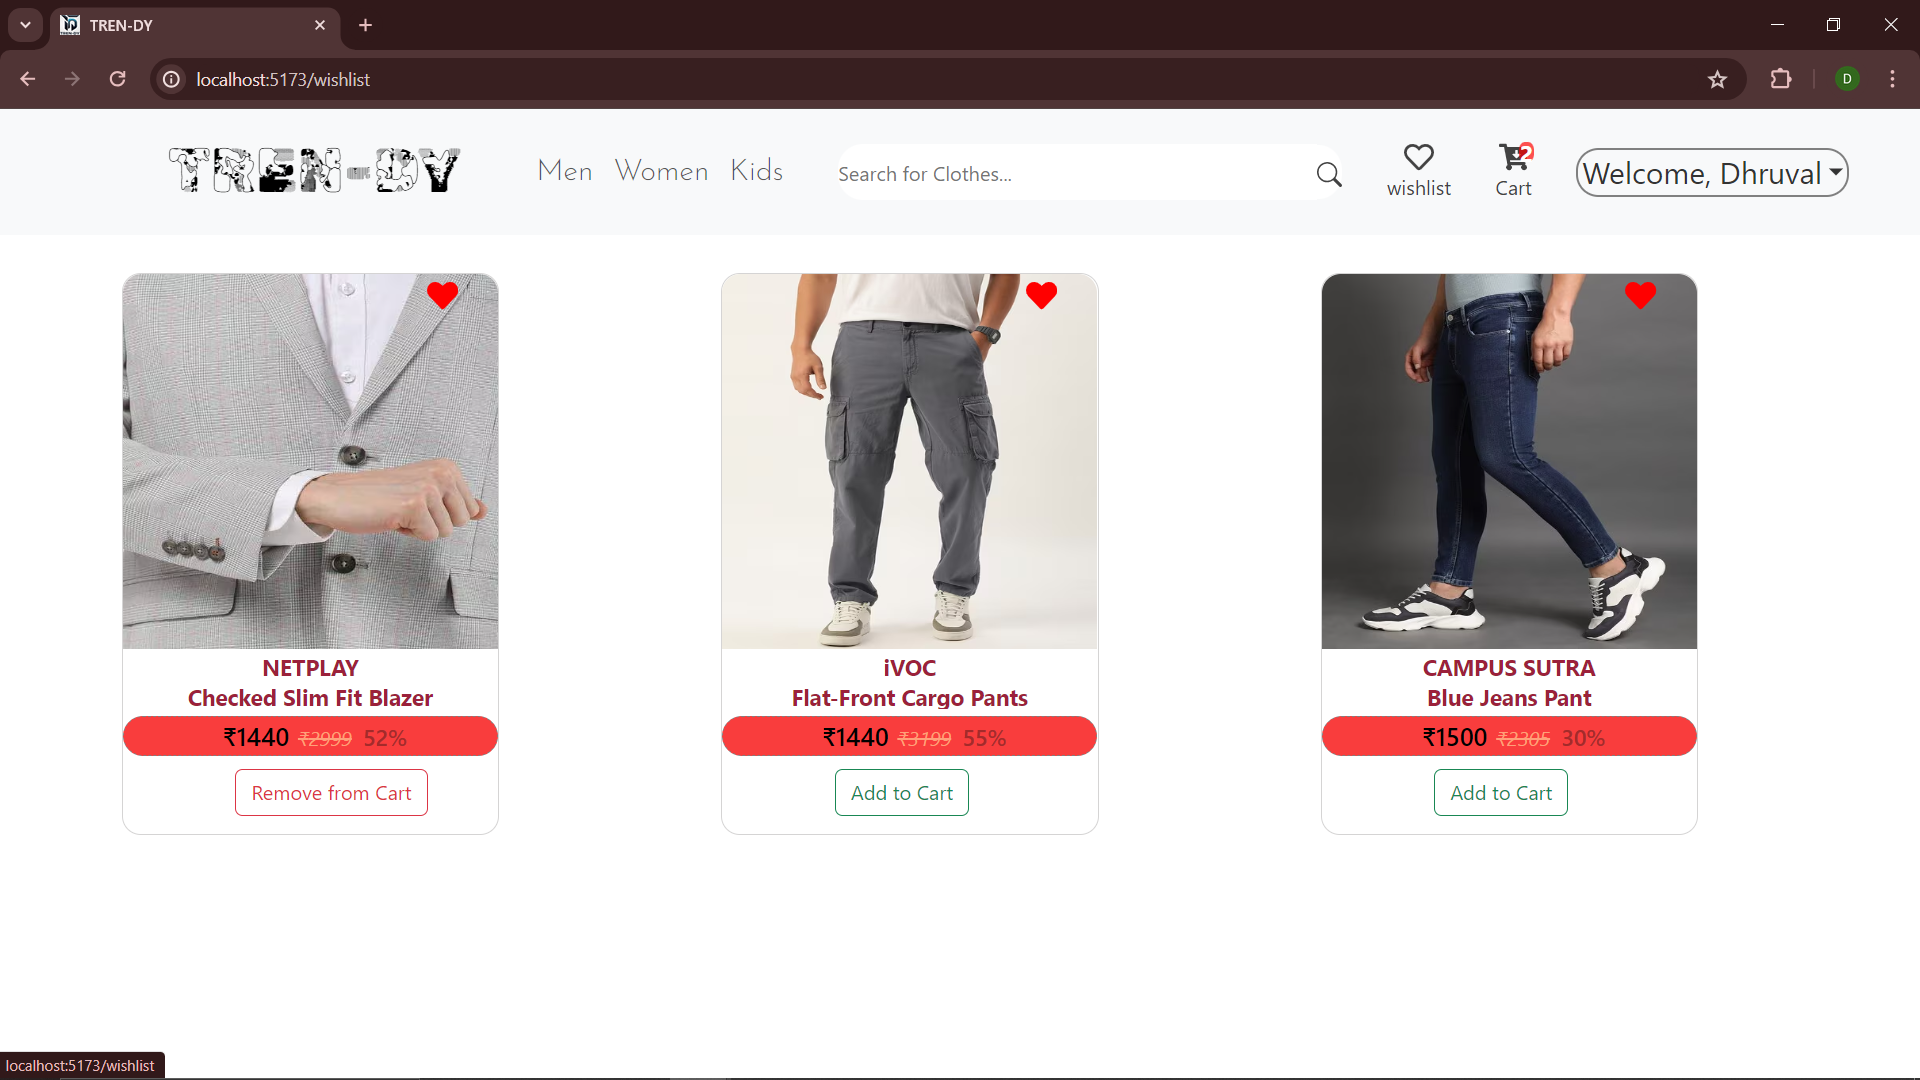 TREN-DY
localhost:5173/wishlist
D
TREN-DY
Men Women Kids
Search for Clothes...
wishlist
2
Cart
Welcome, Dhruval
NETPLAY
Checked Slim Fit Blazer
₹1440 ₹2999 52%
Remove from Cart
iVOC
Flat-Front Cargo Pants
₹1440 ₹3199 55%
Add to Cart
CAMPUS SUTRA
Blue Jeans Pant
₹1500 ₹2305 30%
Add to Cart
localhost:5173/wishlist